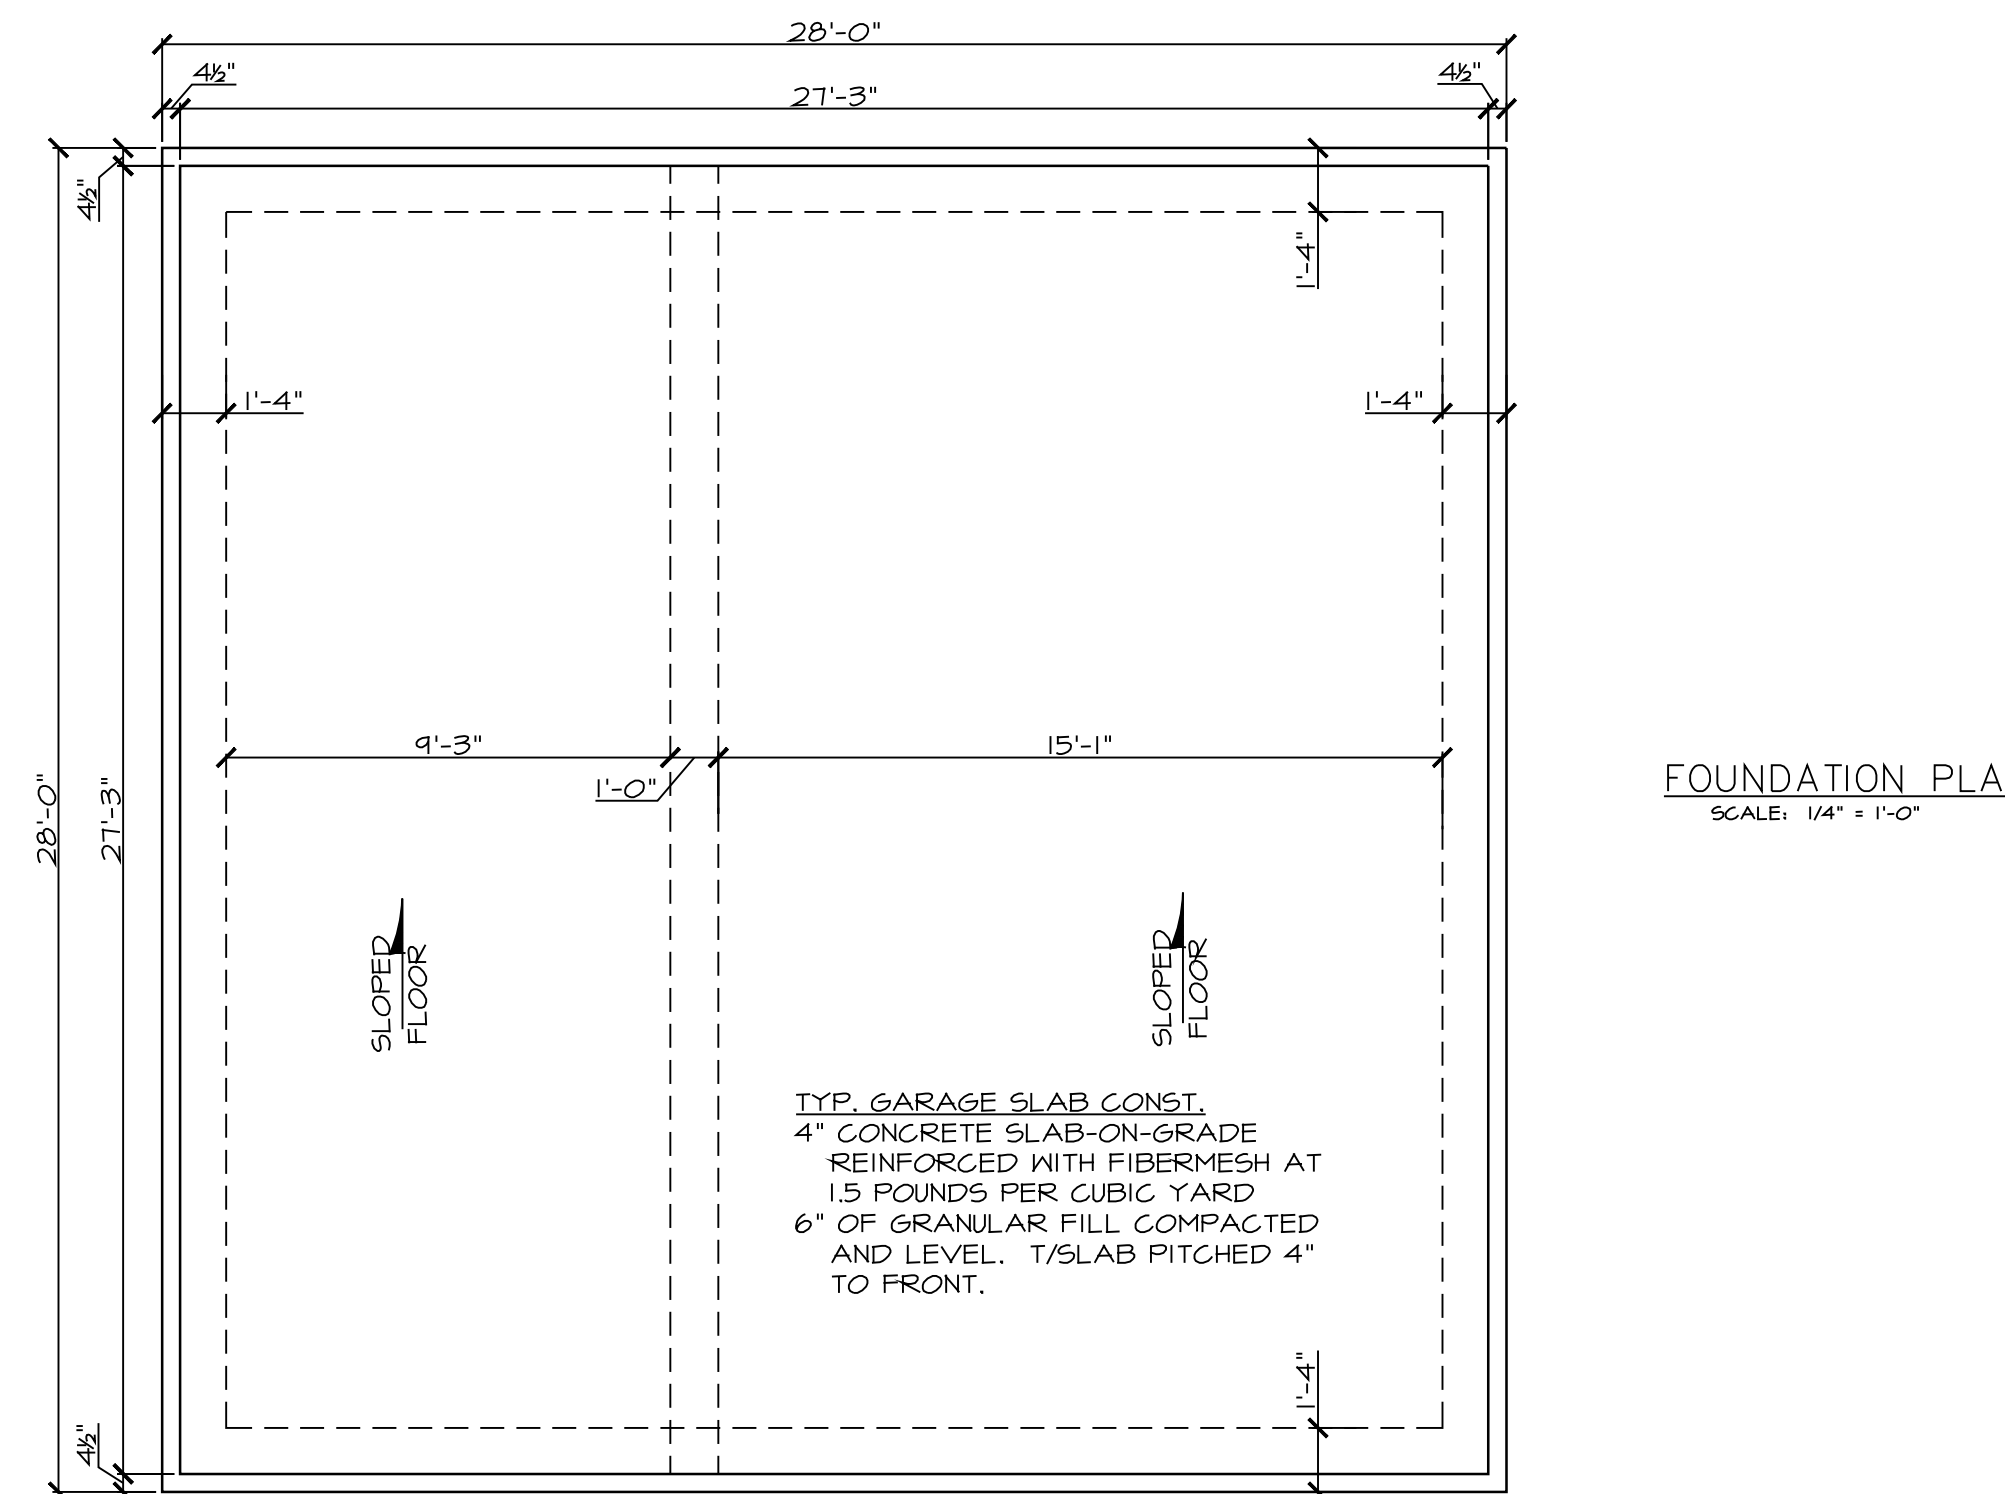 28'-0"
4½"
4½"
27'-3"
4½"
1'-4"
1'-4"
1'-4"
9'-3"
15'-1"
1'-0"
28'-0"
27'-3"
FOUNDATION PLA
SCALE: 1/4" = 1'-0"
SLOPED
FLOOR
SLOPED
FLOOR
TYP. GARAGE SLAB CONST.
4" CONCRETE SLAB-ON-GRADE
REINFORCED WITH FIBERMESH AT
1.5 POUNDS PER CUBIC YARD
6" OF GRANULAR FILL COMPACTED
AND LEVEL. T/SLAB PITCHED 4"
TO FRONT.
1'-4"
4½"